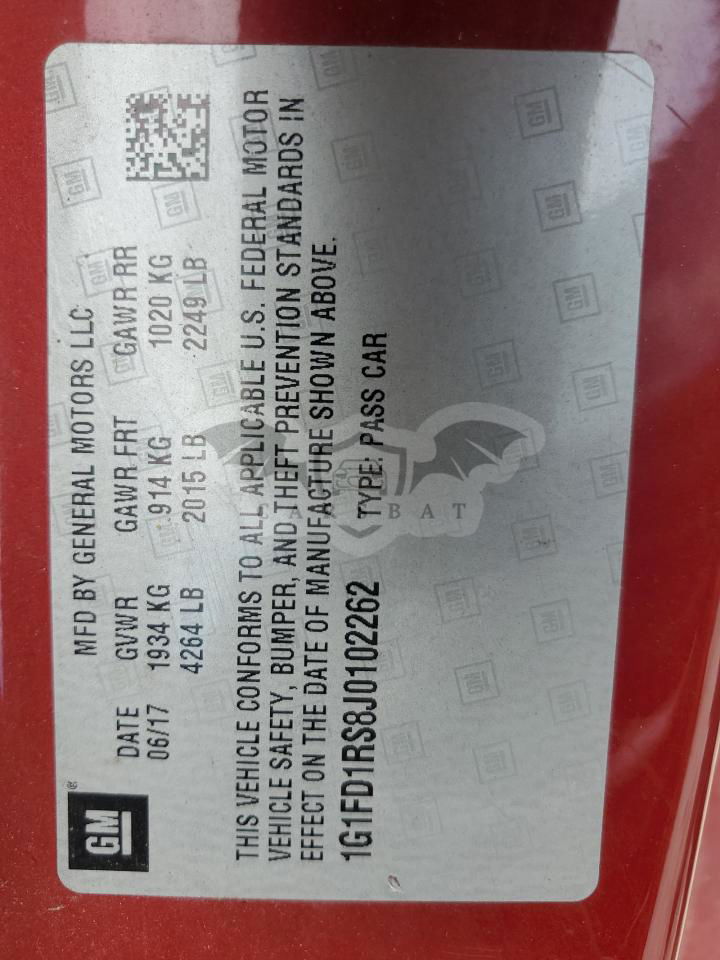 GM
MFD BY GENERAL MOTORS LLC
DATE GVWR GAWR FRT GAWR RR
06/17 1934 KG 914 KG 1020 KG
4264 LB 2015 LB 2249 LB
THIS VEHICLE CONFORMS TO ALL APPLICABLE U.S. FEDERAL MOTOR
VEHICLE SAFETY, BUMPER, AND THEFT PREVENTION STANDARDS IN
EFFECT ON THE DATE OF MANUFACTURE SHOWN ABOVE.
1G1FD1RS8J0102262 TYPE: PASS CAR